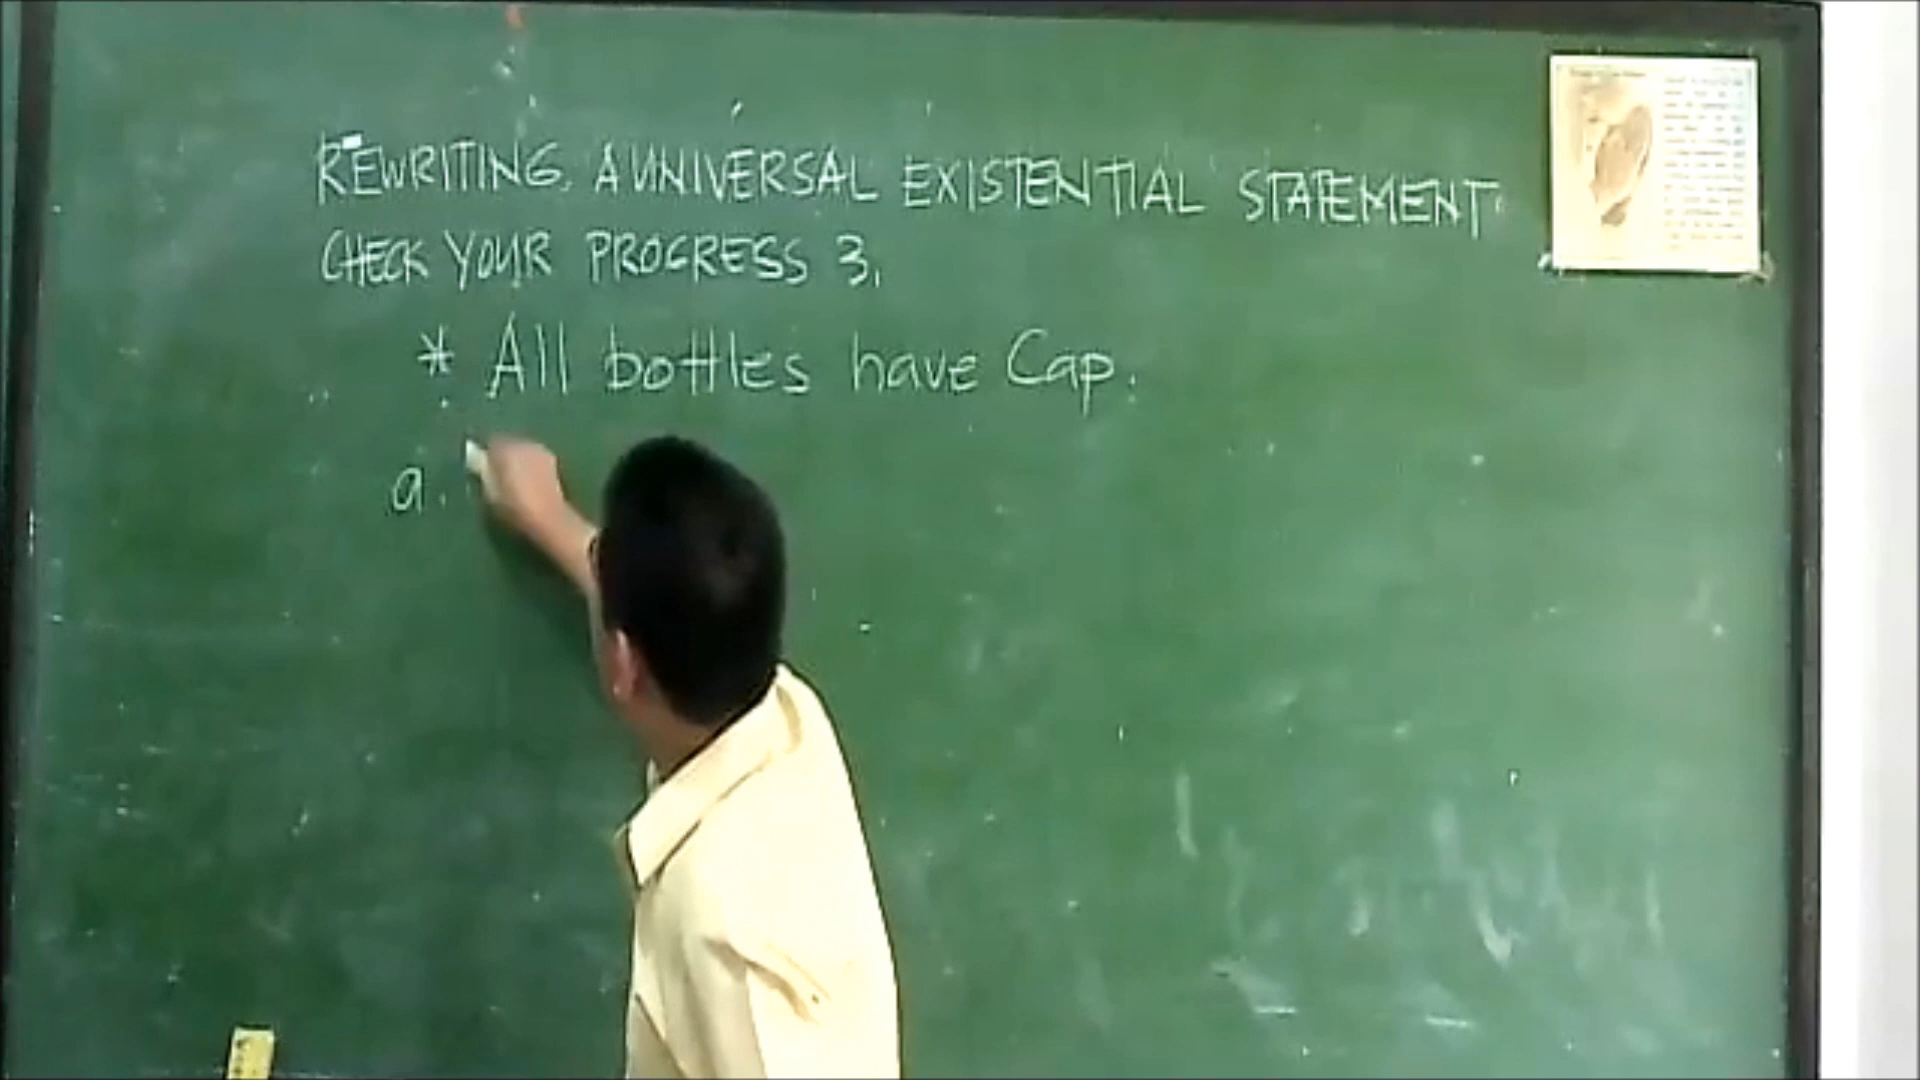 REWRITING A UNIVERSAL EXISTENTIAL STATEMENT
CHECK YOUR PROGRESS 3.
* All bottles have Cap.
a.